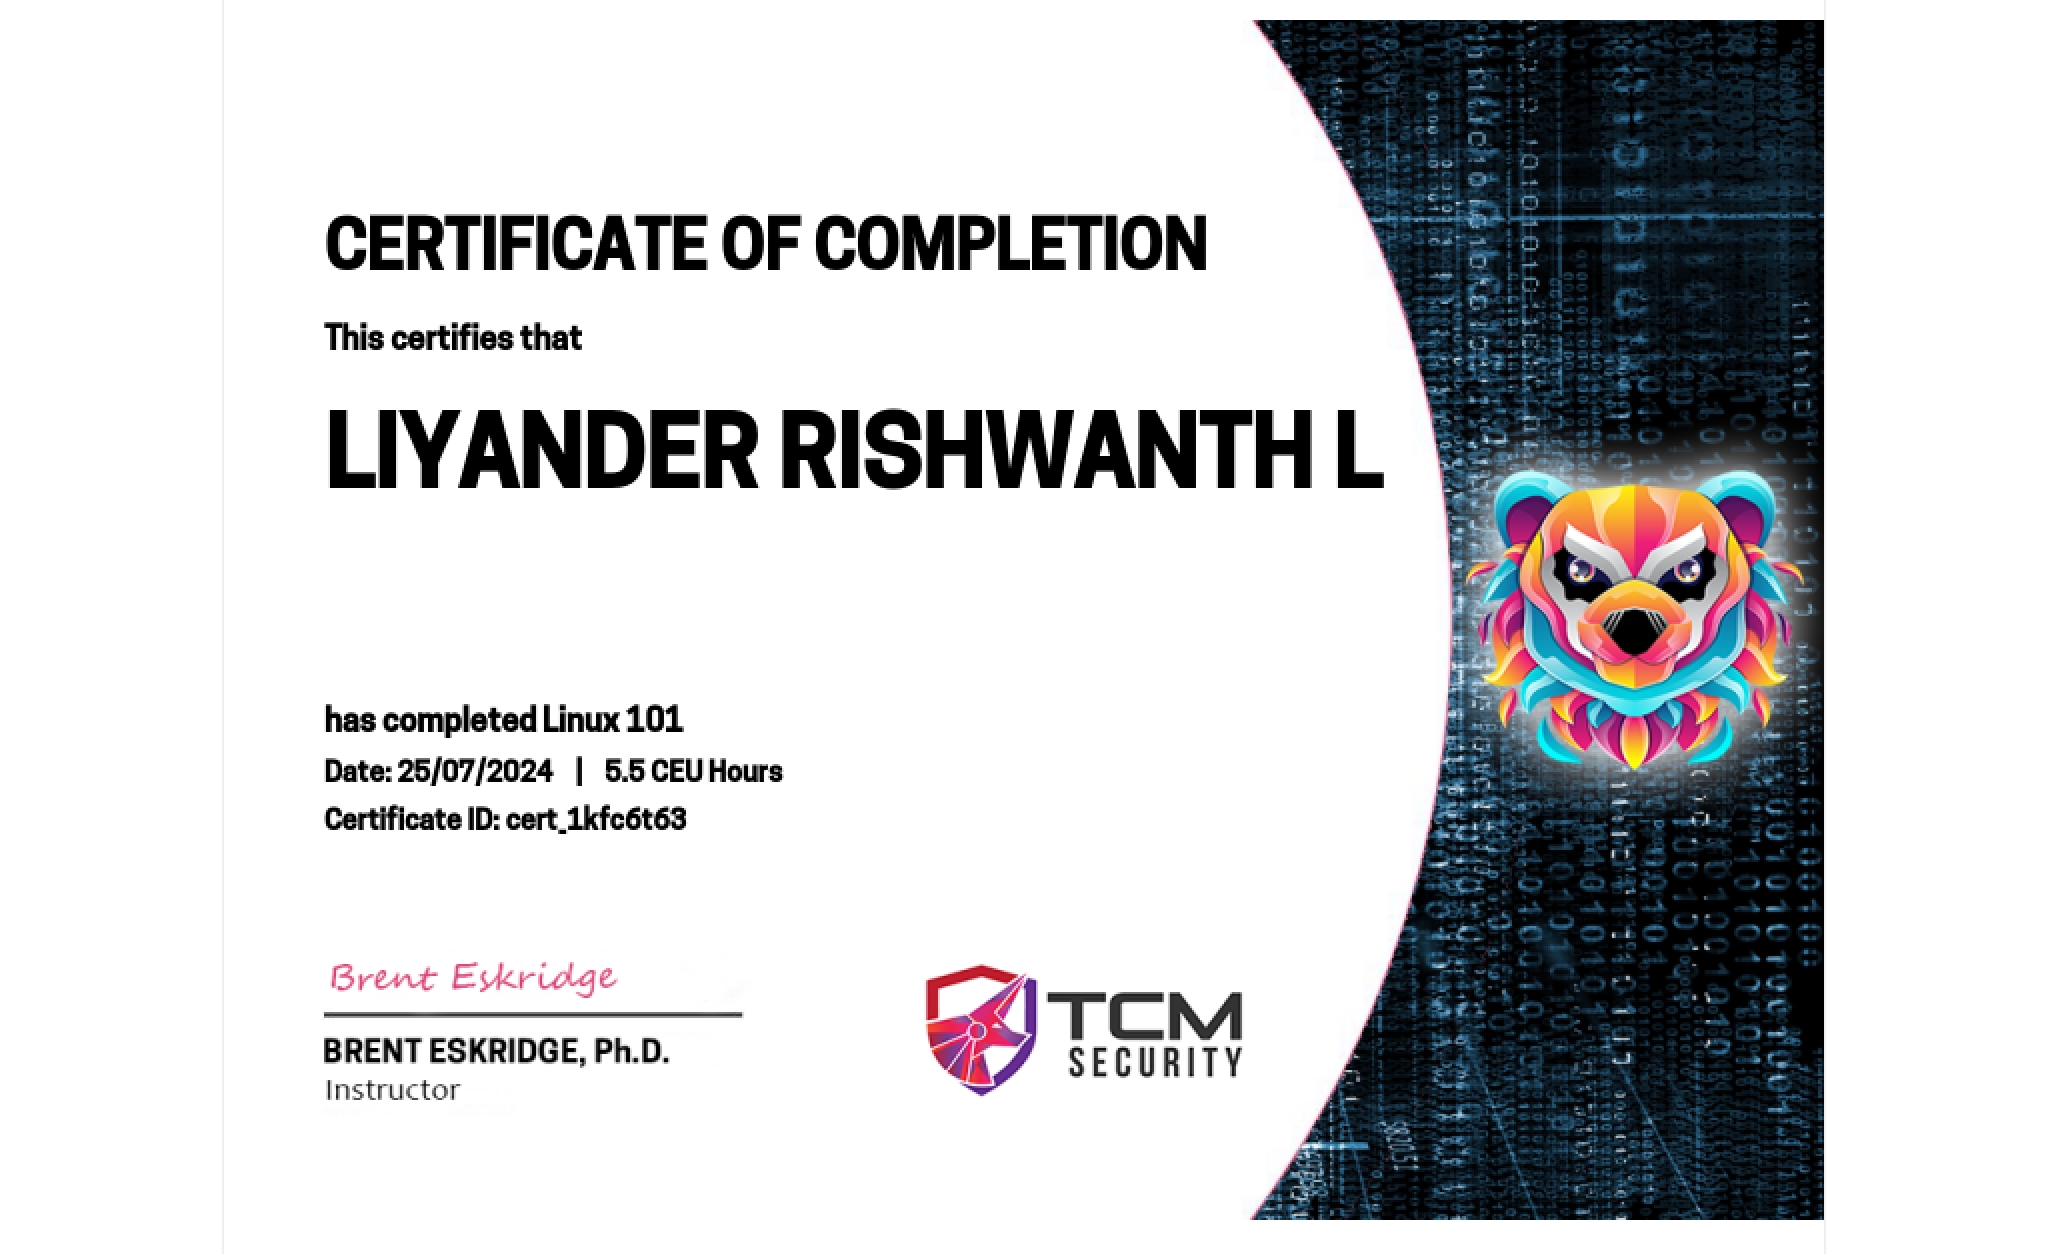 CERTIFICATE OF COMPLETION
This certifies that
LIYANDER RISHWANTH L
has completed Linux 101
Date: 25/07/2024 | 5.5 CEU Hours
Certificate ID: cert_1kfc6t63
Brent Eskridge
BRENT ESKRIDGE, Ph.D.
Instructor
TCM
SECURITY